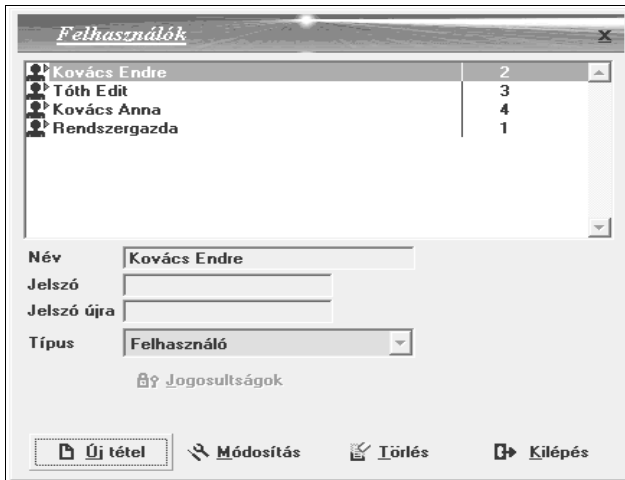 Felhasználók x
Kovács Endre 2
Tóth Edit 3
Kovács Anna 4
Rendszergazda 1
Név Kovács Endre
Jelszó
Jelszó újra
Típus Felhasználó
Jogosultságok
Új tétel Módosítás Törlés Kilépés